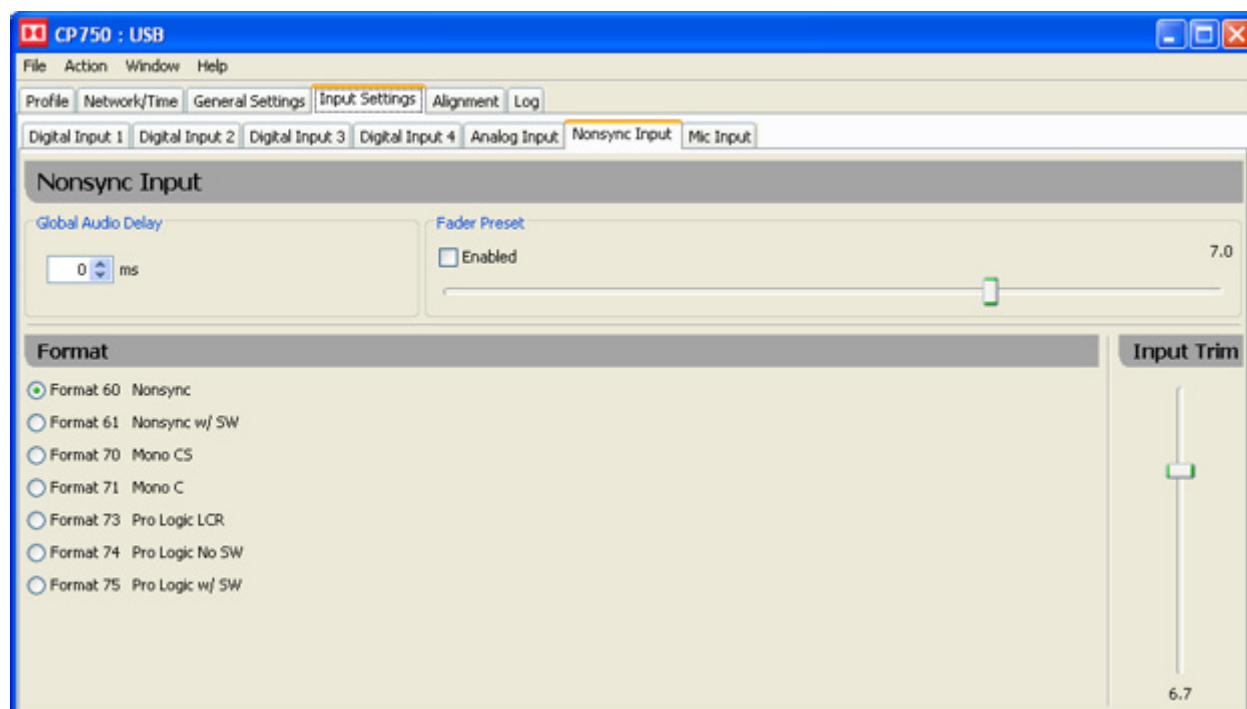 CP750 : USB
File Action Window Help
Profile Network/Time General Settings Input Settings Alignment Log
Digital Input 1 Digital Input 2 Digital Input 3 Digital Input 4 Analog Input Nonsync Input Mic Input
Nonsync Input
Global Audio Delay
0 ms
Fader Preset
Enabled
7.0
Format
Format 60 Nonsync
Format 61 Nonsync w/ SW
Format 70 Mono CS
Format 71 Mono C
Format 73 Pro Logic LCR
Format 74 Pro Logic No SW
Format 75 Pro Logic w/ SW
Input Trim
6.7